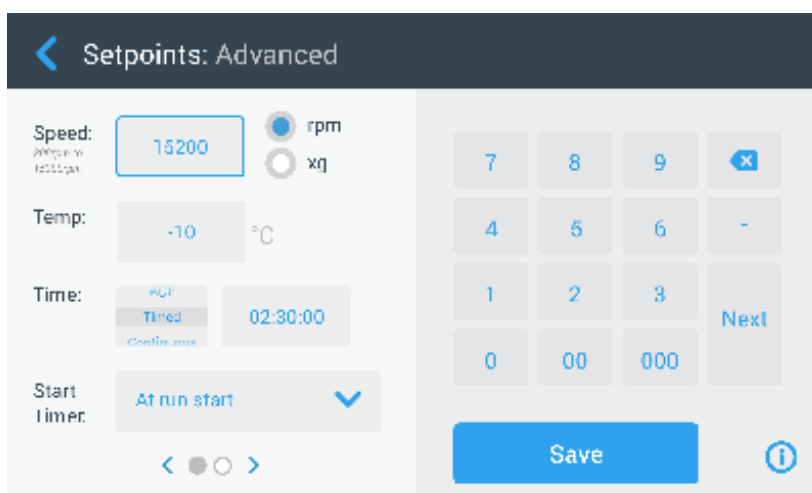 Setpoints: Advanced
Speed:
15200
rpm
xg
Temp:
-10
°C
Time:
Timed
Continuous
02:30:00
Start
Timer:
At run start
7 8 9
4 5 6 -
1 2 3
Next
0 00 000
Save